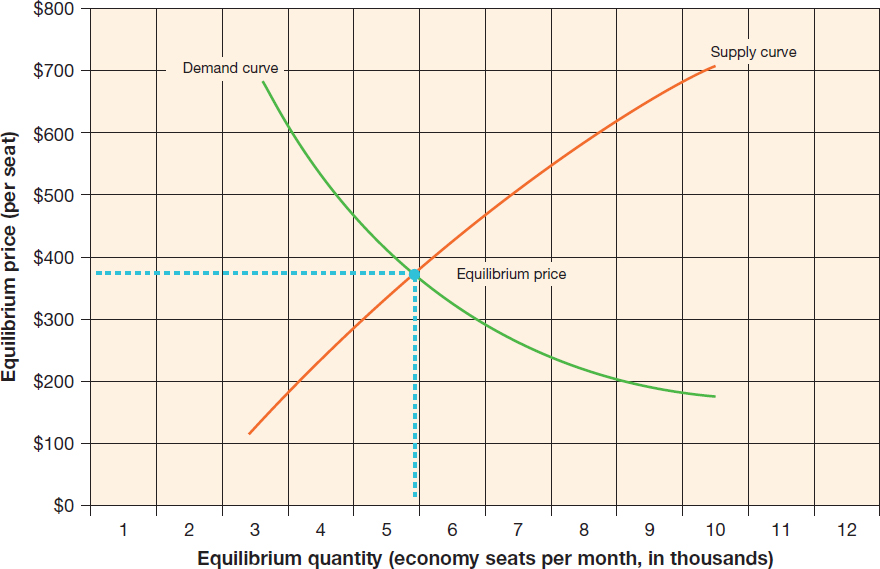 $800
$700
$600
$500
$400
$300
$200
$100
$0
Equilibrium price (per seat)
Demand curve
Supply curve
Equilibrium price
1 2 3 4 5 6 7 8 9 10 11 12
Equilibrium quantity (economy seats per month, in thousands)